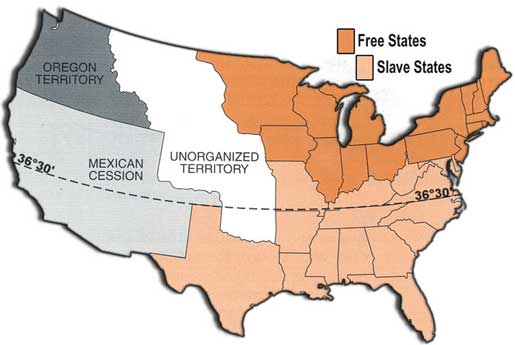 Free States
Slave States
OREGON
TERRITORY
36°30'
MEXICAN
CESSION
UNORGANIZED
TERRITORY
36°30'